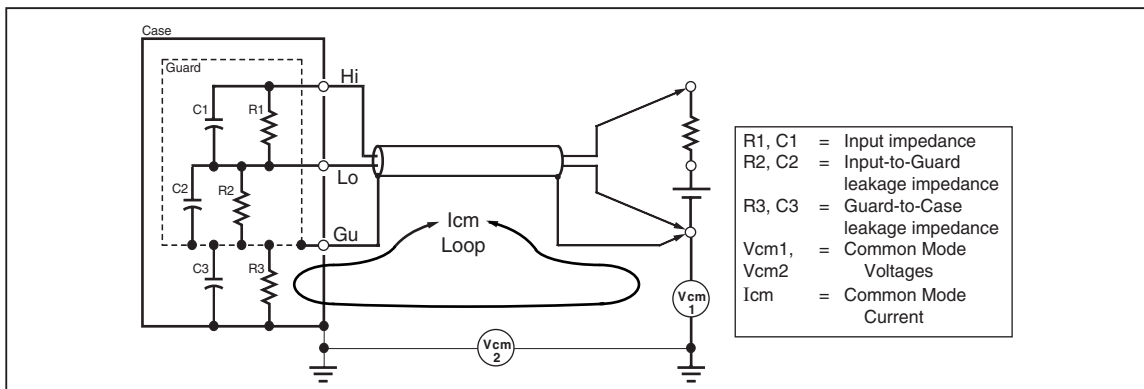 Case
Guard
Hi
C1
R1
Lo
C2
R2
Gu
Icm
Loop
C3
R3
Vcm
1
Vcm
2
R1, C1 = Input impedance
R2, C2 = Input-to-Guard
leakage impedance
R3, C3 = Guard-to-Case
leakage impedance
Vcm1, = Common Mode
Vcm2 Voltages
Icm = Common Mode
Current